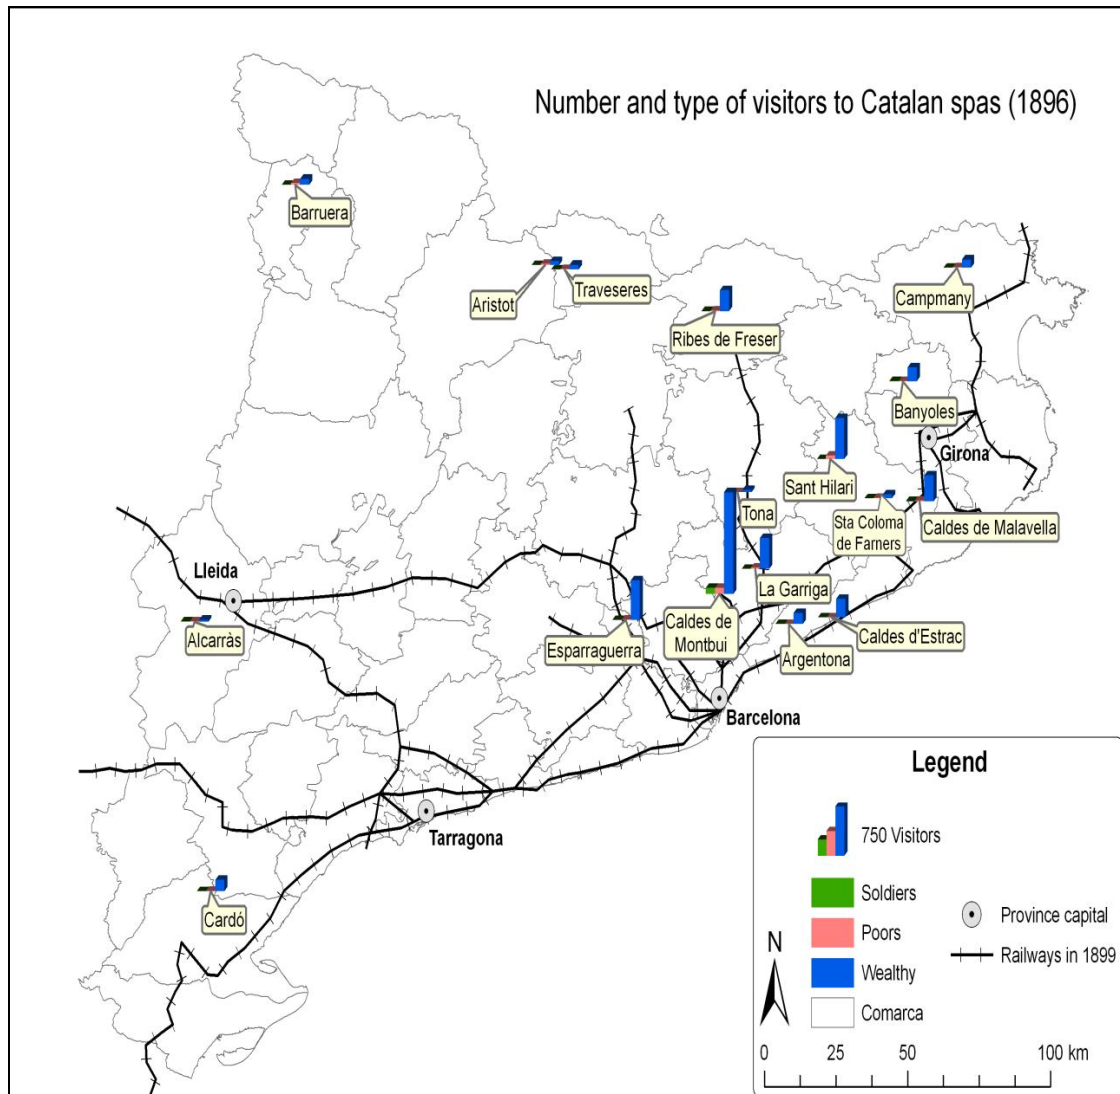 Number and type of visitors to Catalan spas (1896)
Barruera
Aristot
Traveseres
Ribes de Freser
Campmany
Banyoles
Girona
Sant Hilari
Tona
Sta Coloma
de Farners
Caldes de Malavella
Lleida
Alcarràs
La Garriga
Caldes de
Montbui
Esparraguerra
Argentona
Caldes d'Estrac
Barcelona
Tarragona
Cardó
Legend
750 Visitors
Soldiers
Poors
Wealthy
Comarca
Province capital
Railways in 1899
N
0 25 50 100 km